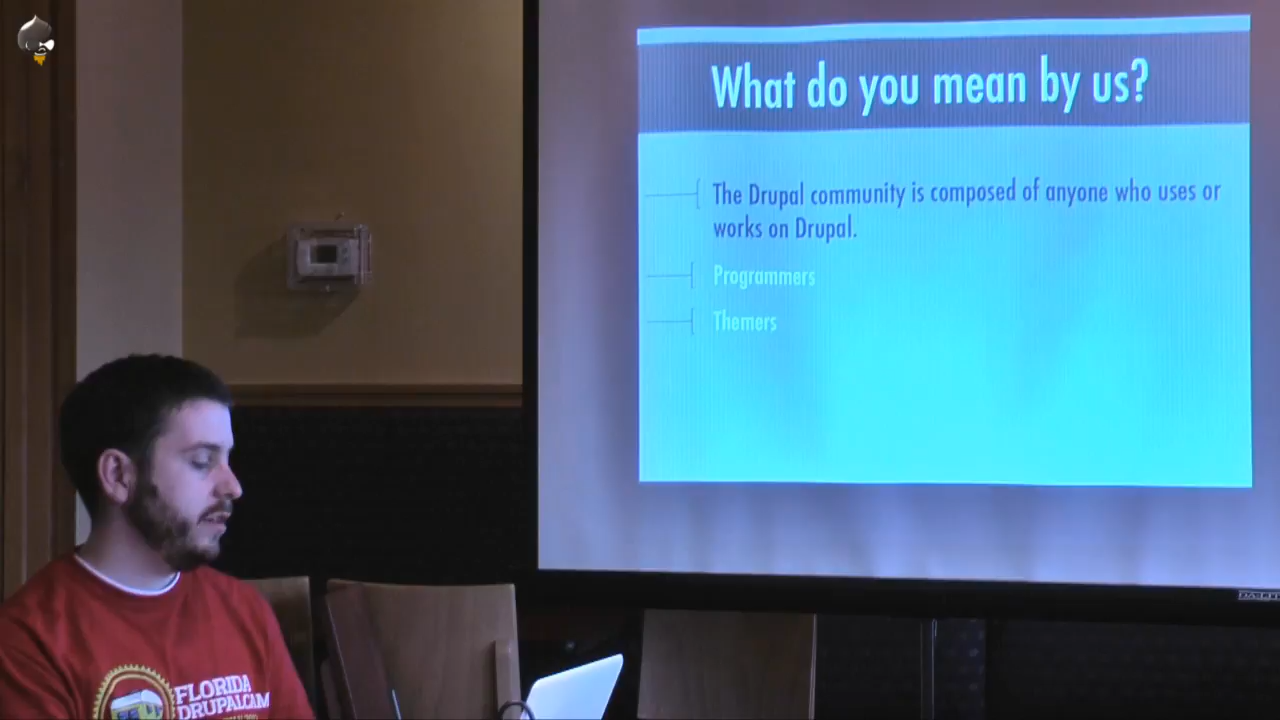 What do you mean by us?
The Drupal community is composed of anyone who uses or
works on Drupal.
Programmers
Themers
FLORIDA
DRUPALCAMP